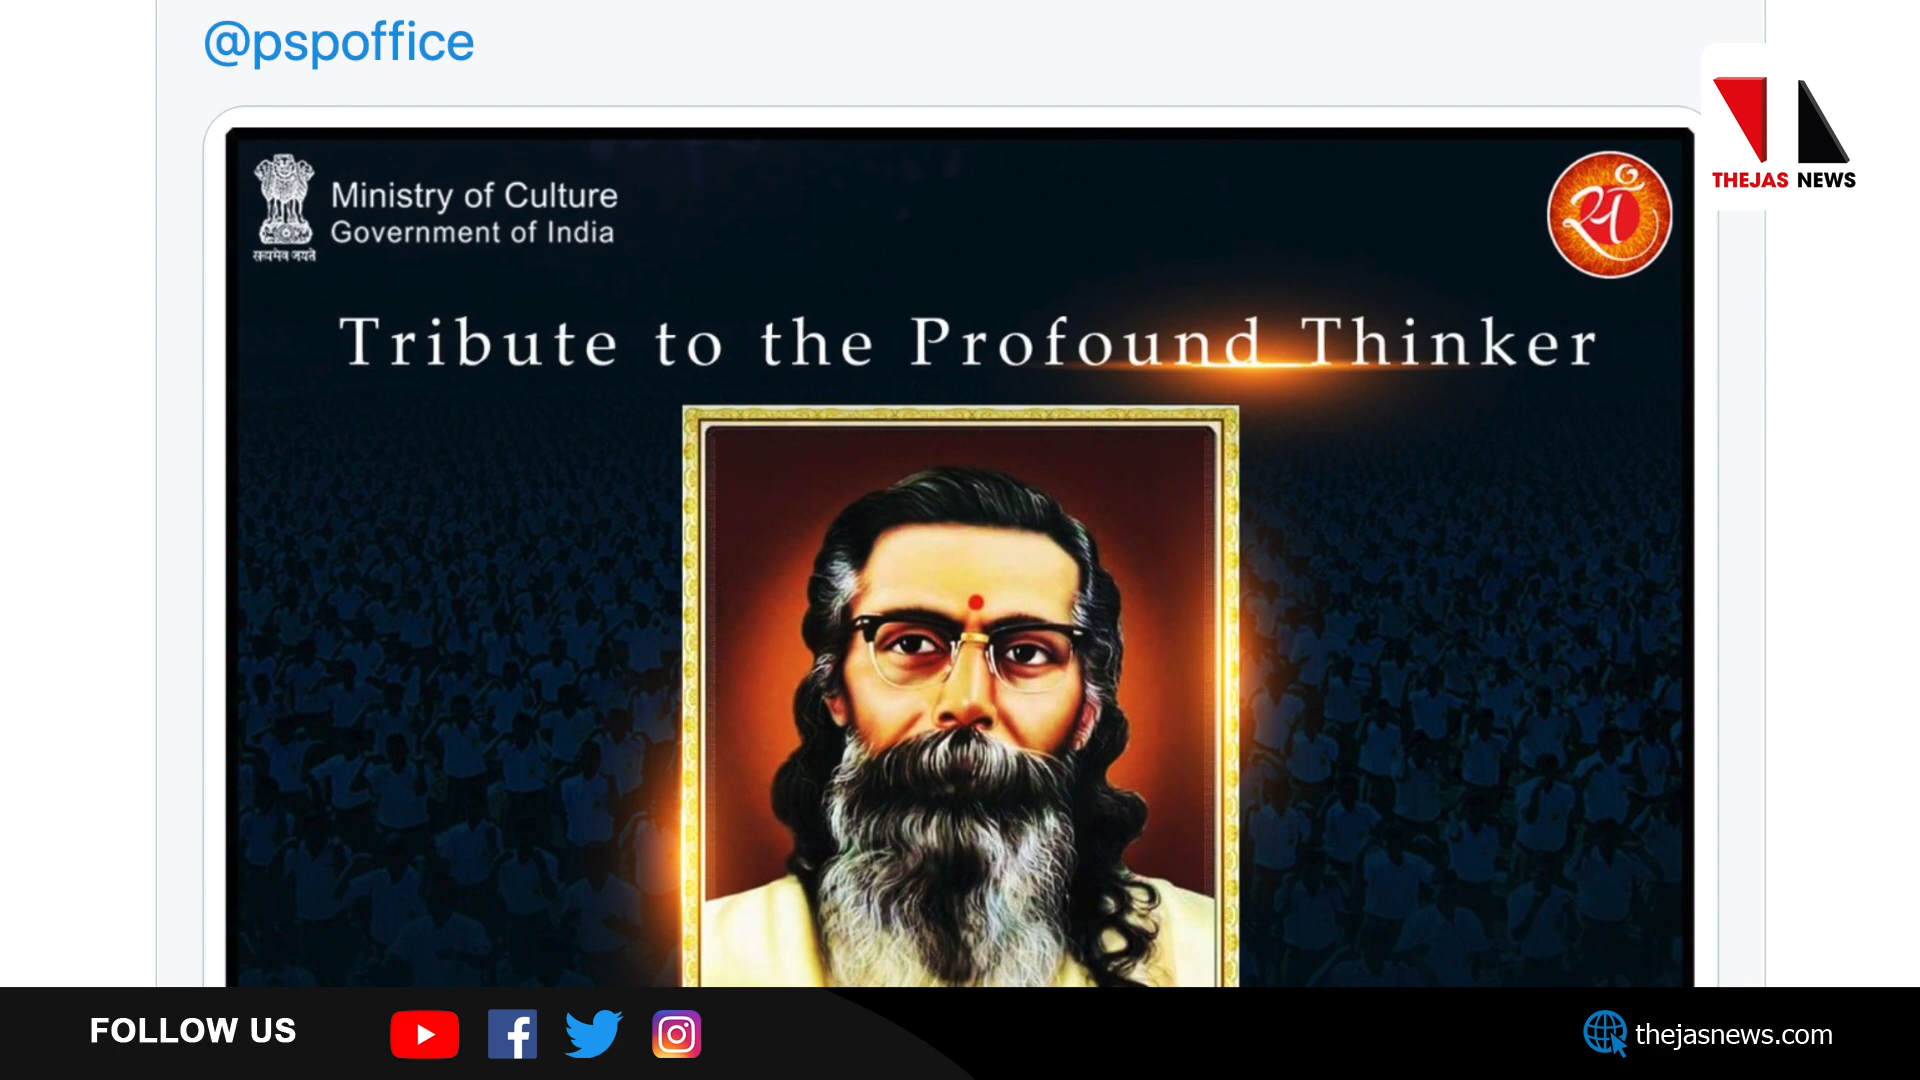 @pspoffice
THEJAS NEWS
Ministry of Culture
Government of India
सत्यमेव जयते
सं
Tribute to the Profound Thinker
FOLLOW US
thejasnews.com